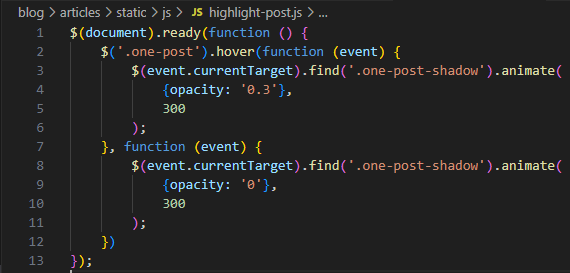 blog > articles > static > js > JS highlight-post.js > ...
1 $(document).ready(function () {
2     $('.one-post').hover(function (event) {
3         $(event.currentTarget).find('.one-post-shadow').animate(
4             {opacity: '0.3'},
5             300
6         );
7     }, function (event) {
8         $(event.currentTarget).find('.one-post-shadow').animate(
9             {opacity: '0'},
10             300
11         );
12     })
13 });